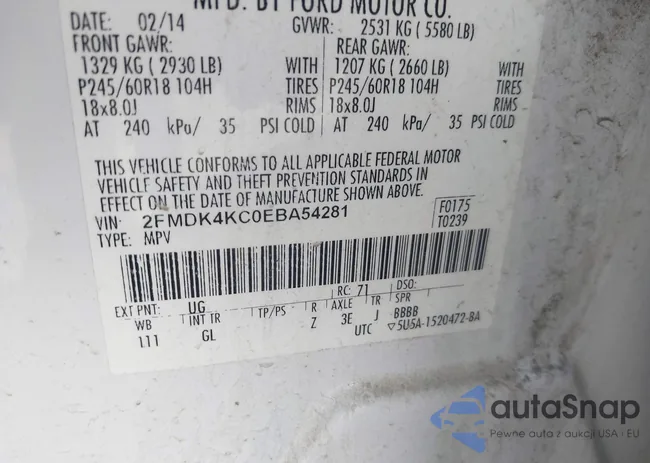 MFD. BY FORD MOTOR CO.
DATE: 02/14 GVWR: 2531 KG ( 5580 LB)
FRONT GAWR: REAR GAWR:
1329 KG ( 2930 LB) WITH 1207 KG ( 2660 LB) WITH
P245/60R18 104H TIRES P245/60R18 104H TIRES
18x8.0J RIMS 18x8.0J RIMS
AT 240 kPa/ 35 PSI COLD AT 240 kPa/ 35 PSI COLD
THIS VEHICLE CONFORMS TO ALL APPLICABLE FEDERAL MOTOR
VEHICLE SAFETY AND THEFT PREVENTION STANDARDS IN
EFFECT ON THE DATE OF MANUFACTURE SHOWN ABOVE.
VIN: 2FMDK4KC0EBA54281 F0175
TYPE: MPV T0239
EXT PNT: UG RC: 71 DSO:
WB INT TR TP/PS R AXLE TR SPR
111 GL Z 3E J BBBB
UTC ▽5U5A-1520472-BA
autaSnap
Pewne auta z aukcji USA i EU